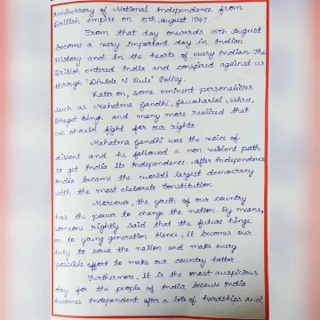 anniversary of National Independence from
British empire on 15th, august 1947.
From that day onwards 15th august
become a very important day in Indian
History and in the hearts of every Indian. The
British entered India and conspired against us
through "Divide N Rule" Policy.
Later on, some eminent personalities
such as Mahatma gandhi, Jawaharlal Nehru,
Bhagat Singh and many more realized that
we should fight for our rights.
Mahatma gandhi was the voice of
divent and he followed a non violent path
to get India its Independence. After Independence
India became the world's largest democracy
with the most elaborate Constitution
Moreover, the youth of our country
has the power to change the nation. By means,
someone rightly said that the future hinge
on to young generation. Hence, it becomes our
duty to serve the nation and make every
possible effort to make our country better.
Furthermore, It is the most auspicious
day for the people of India because India
becomes Independent after a lots of hardships and